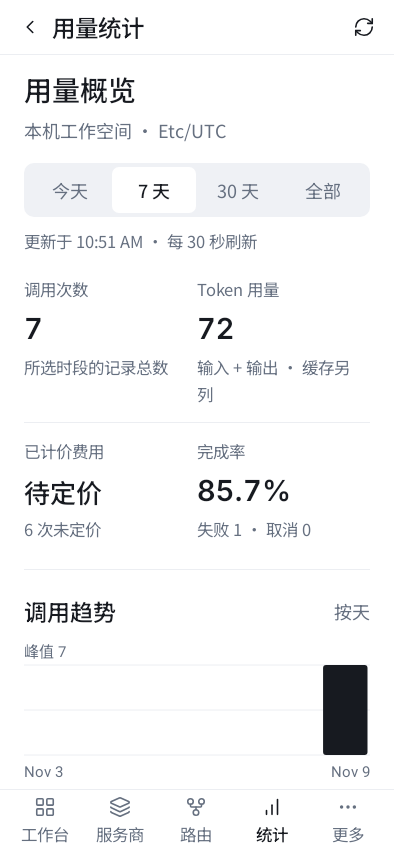 用量统计
用量概览
本机工作空间 · Etc/UTC
今天 7 天 30 天 全部
更新于 10:51 AM · 每 30 秒刷新
调用次数
7
所选时段的记录总数
Token 用量
72
输入 + 输出 · 缓存另
列
已计价费用
待定价
6 次未定价
完成率
85.7%
失败 1 · 取消 0
调用趋势 按天
峰值 7
Nov 3 Nov 9
工作台 服务商 路由 统计 更多